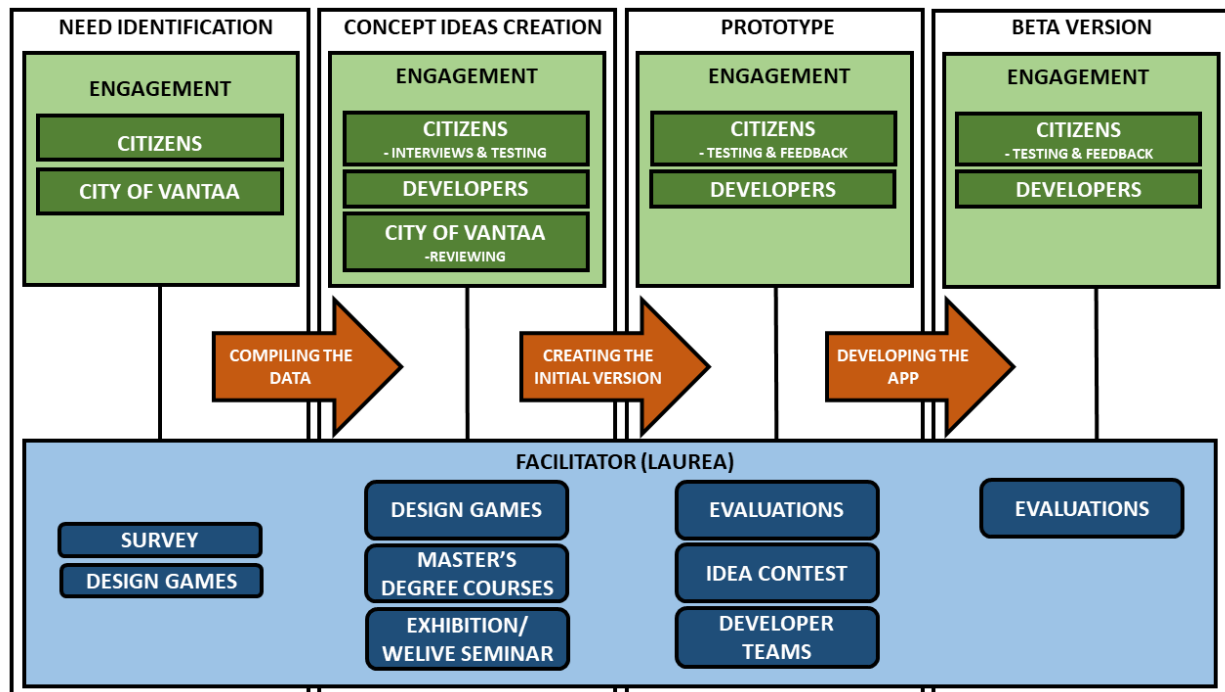 NEED IDENTIFICATION
ENGAGEMENT
CITIZENS
CITY OF VANTAA
CONCEPT IDEAS CREATION
ENGAGEMENT
CITIZENS
- INTERVIEWS & TESTING
DEVELOPERS
CITY OF VANTAA
-REVIEWING
PROTOTYPE
ENGAGEMENT
CITIZENS
- TESTING & FEEDBACK
DEVELOPERS
BETA VERSION
ENGAGEMENT
CITIZENS
- TESTING & FEEDBACK
DEVELOPERS
COMPILING THE
DATA
CREATING THE
INITIAL VERSION
DEVELOPING THE
APP
FACILITATOR (LAUREA)
SURVEY
DESIGN GAMES
DESIGN GAMES
MASTER'S
DEGREE COURSES
EXHIBITION/
WELIVE SEMINAR
EVALUATIONS
IDEA CONTEST
DEVELOPER
TEAMS
EVALUATIONS